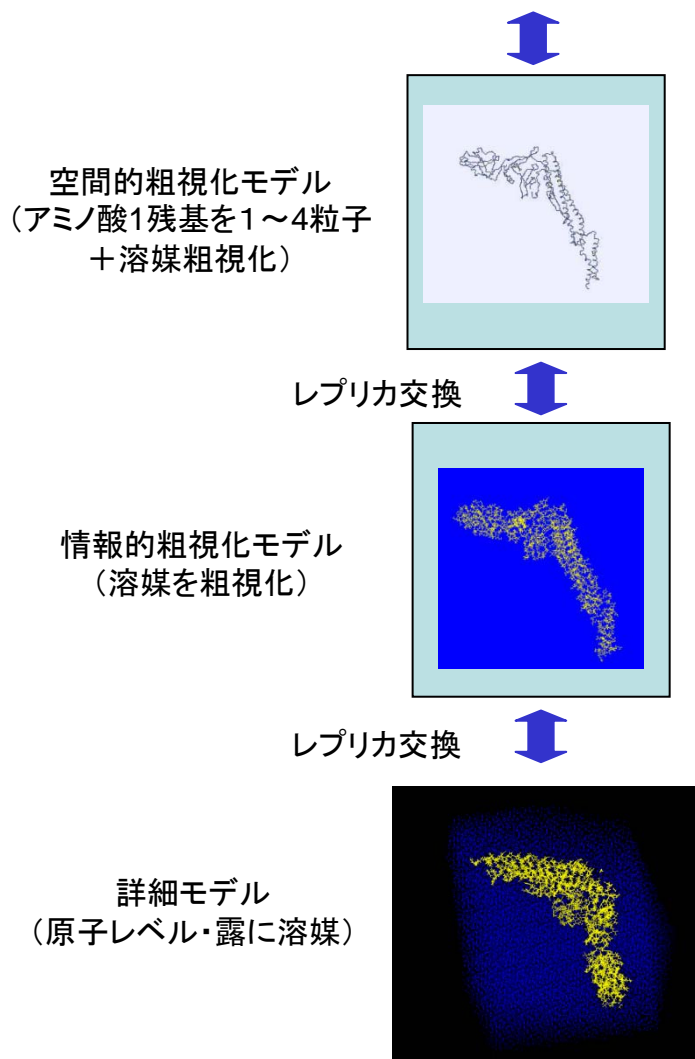 空間的粗視化モデル
（アミノ酸1残基を１～４粒子
＋溶媒粗視化）
レプリカ交換
情報的粗視化モデル
（溶媒を粗視化）
レプリカ交換
詳細モデル
（原子レベル・露に溶媒）